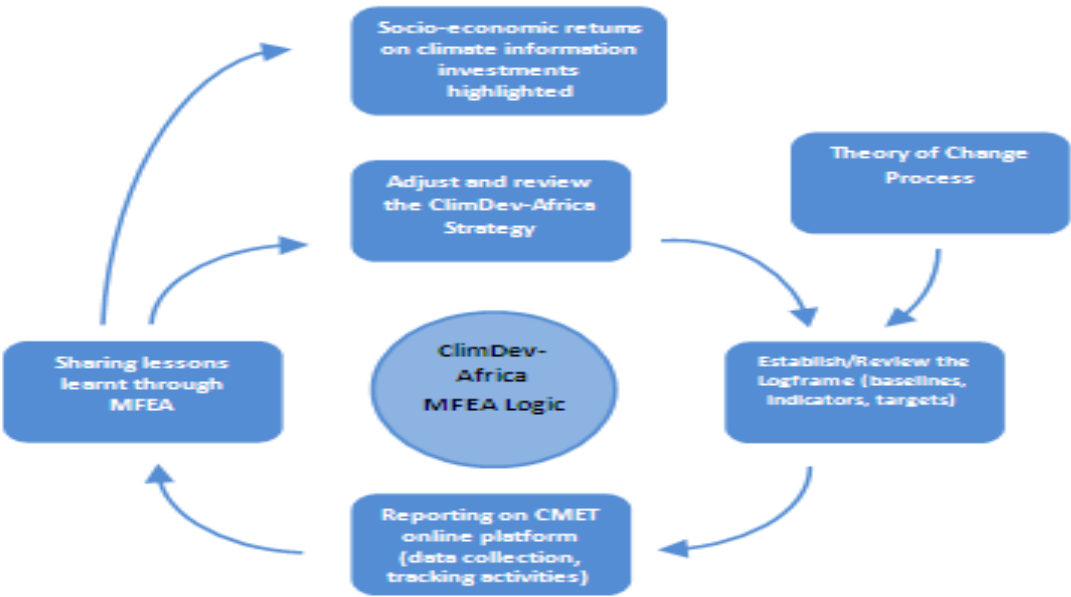 Socio-economic returns
on climate information
investments
highlighted
Theory of Change
Process
Adjust and review
the ClimDev-Africa
Strategy
Sharing lessons
learnt through
MFEA
ClimDev-
Africa
MFEA Logic
Establish/Review the
Logframe (baselines,
indicators, targets)
Reporting on CMET
online platform
(data collection,
tracking activities)